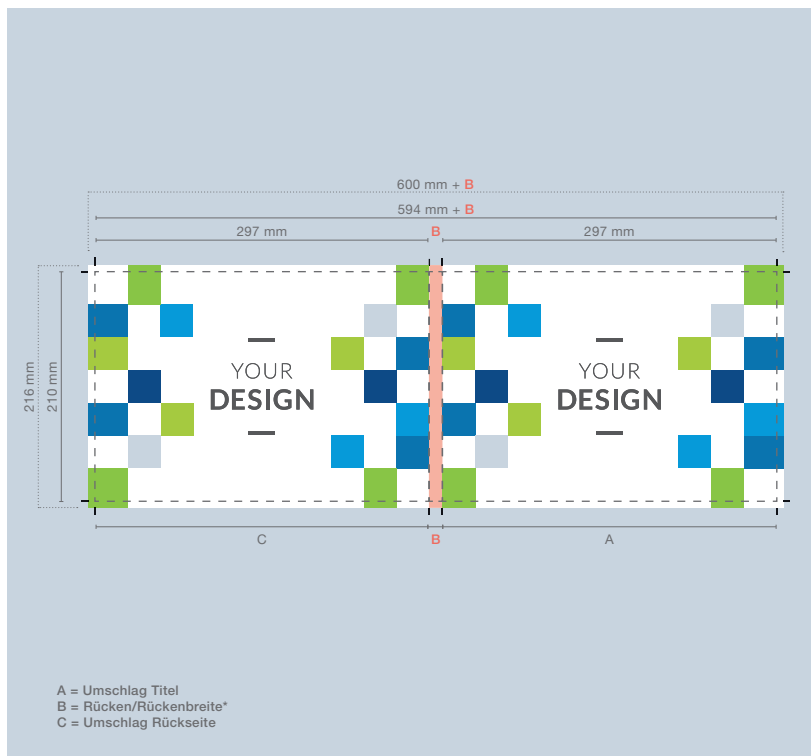 600 mm + B
594 mm + B
297 mm
B
297 mm
216 mm
210 mm
YOUR
DESIGN
YOUR
DESIGN
C
B
A
A = Umschlag Titel
B = Rücken/Rückenbreite*
C = Umschlag Rückseite